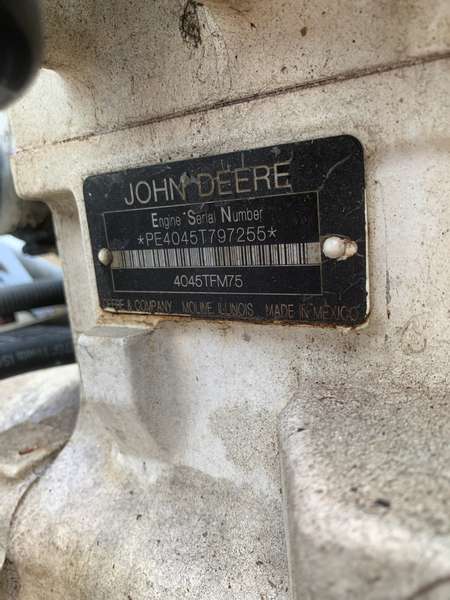 JOHN DEERE
Engine Serial Number
*PE4045T797255*
4045TFM75
DEERE & COMPANY MOLINE, ILLINOIS MADE IN MEXICO